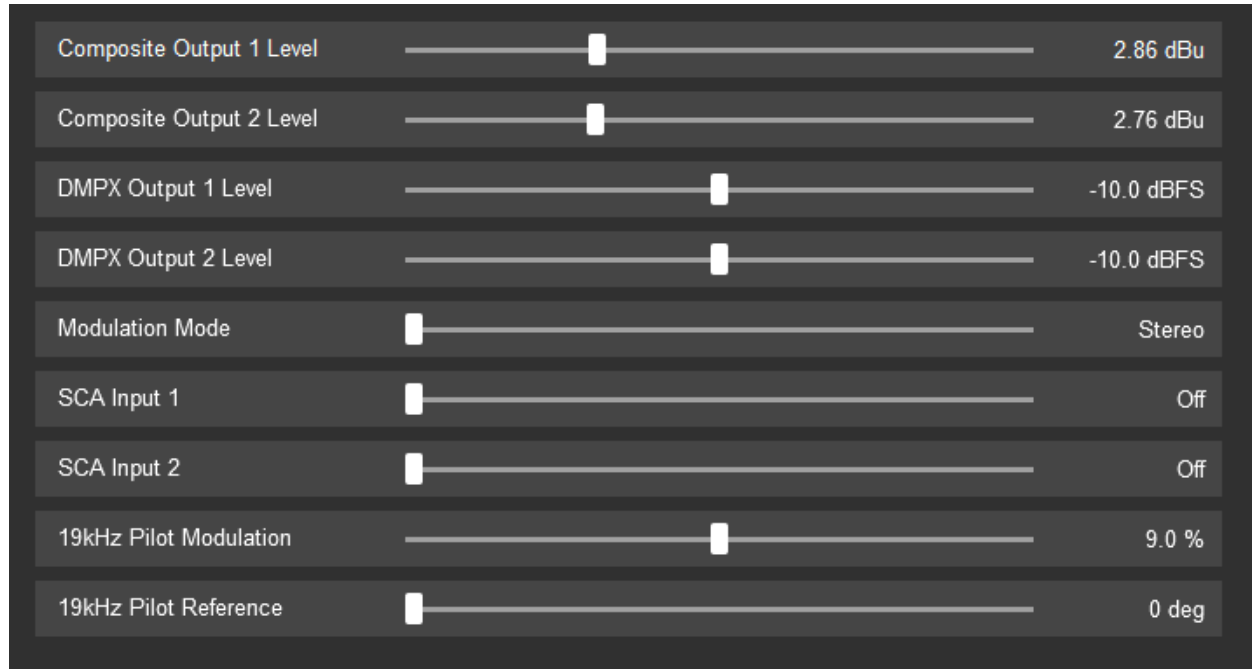 Composite Output 1 Level 2.86 dBu
Composite Output 2 Level 2.76 dBu
DMPX Output 1 Level -10.0 dBFS
DMPX Output 2 Level -10.0 dBFS
Modulation Mode Stereo
SCA Input 1 Off
SCA Input 2 Off
19kHz Pilot Modulation 9.0 %
19kHz Pilot Reference 0 deg